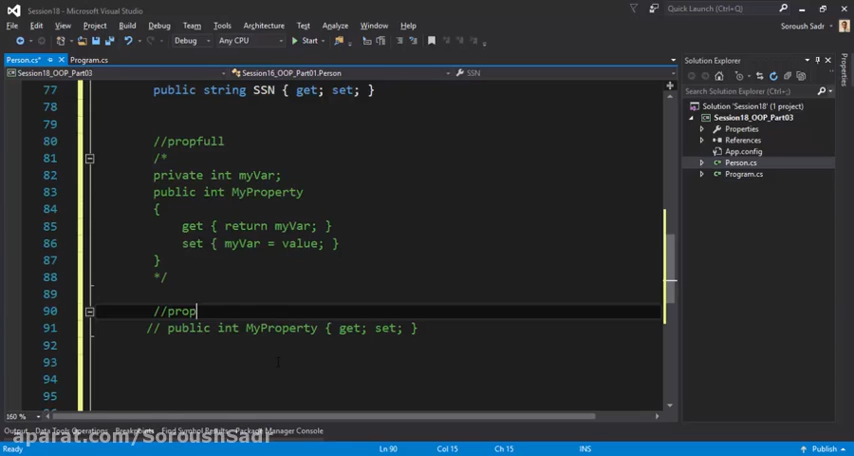 Session18 - Microsoft Visual Studio
Quick Launch (Ctrl+Q)
File Edit View Project Build Debug Team Tools Architecture Test Analyze Window Help
Soroush Sadr
Debug Any CPU Start
Person.cs* Program.cs
Session18_OOP_Part03 Session16_OOP_Part01.Person SSN
77 public string SSN { get; set; }
78
79
80 //propfull
81 /*
82 private int myVar;
83 public int MyProperty
84 {
85 get { return myVar; }
86 set { myVar = value; }
87 }
88 */
89
90 //prop
91 // public int MyProperty { get; set; }
92
93
94
95
160 %
Solution Explorer
Search Solution Explorer (Ctrl+;)
Solution 'Session18' (1 project)
Session18_OOP_Part03
Properties
References
App.config
Person.cs
Program.cs
Properties
Output Data Tools Operations Breakpoints Find Symbol Results Package Manager Console
aparat.com/SoroushSadr
Ready Ln 90 Col 15 Ch 15 INS Publish